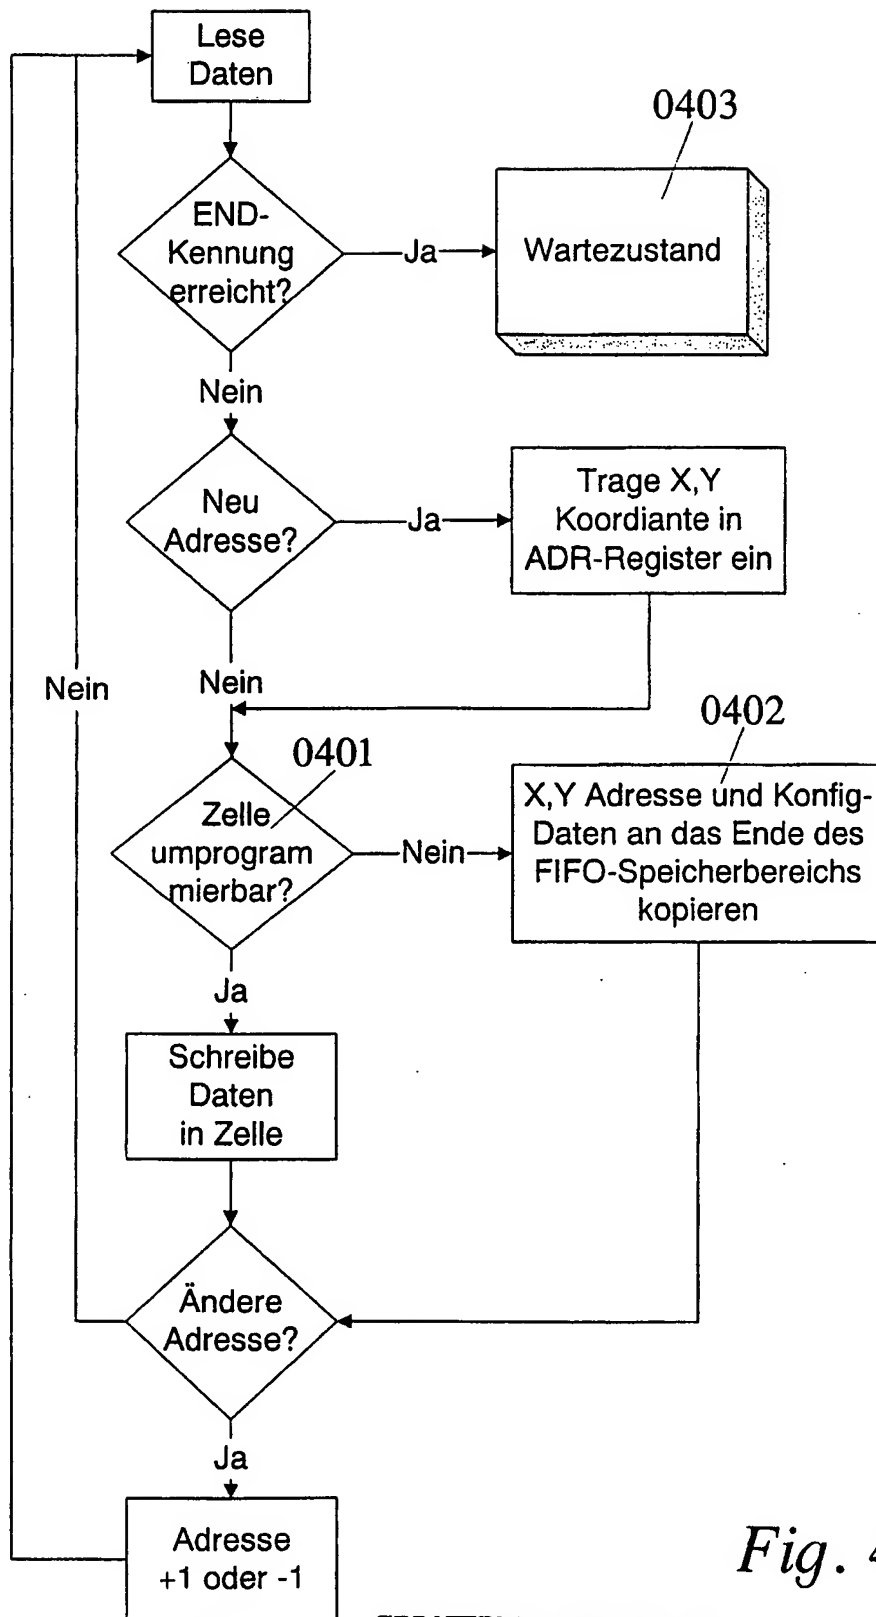 Lese
Daten
0403
END-
Kennung
erreicht?
Ja
Wartezustand
Nein
Neu
Adresse?
Ja
Trage X,Y
Koordiante in
ADR-Register ein
Nein
Nein
0401
0402
Zelle
umprogram
mierbar?
Nein
X,Y Adresse und Konfig-
Daten an das Ende des
FIFO-Speicherbereichs
kopieren
Ja
Schreibe
Daten
in Zelle
Ändere
Adresse?
Ja
Adresse
+1 oder -1
Fig. 4